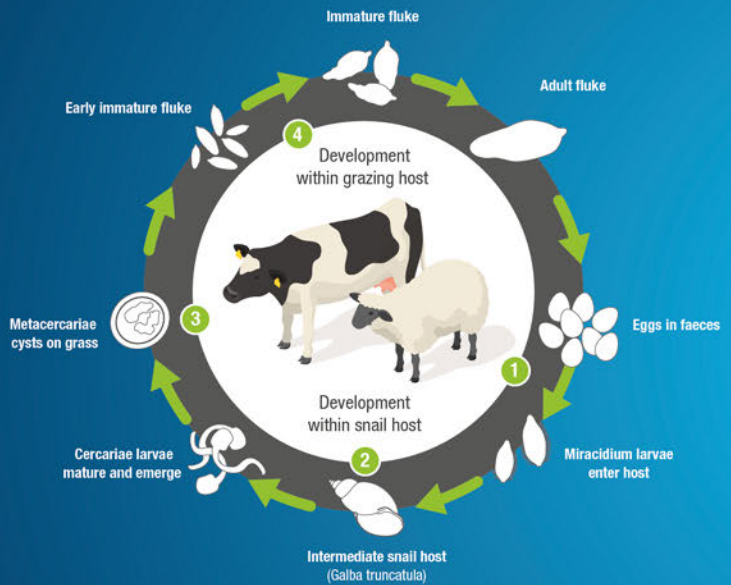 Immature fluke
Adult fluke
Early immature fluke
4
Development
within grazing host
Metacercariae
cysts on grass
3
Eggs in faeces
1
Development
within snail host
2
Miracidium larvae
enter host
Cercariae larvae
mature and emerge
Intermediate snail host
(Galba truncatula)